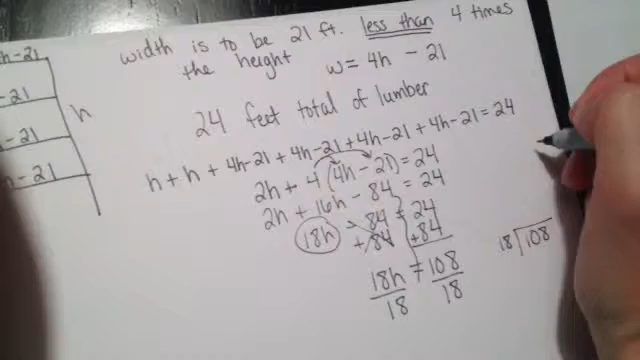 width is to be 21 ft. less than 4 times
the height w = 4h - 21
24 feet total of lumber
h + h + 4h-21 + 4h-21 + 4h-21 + 4h-21 = 24
2h + 4 (4h - 21) = 24
2h + 16h - 84 = 24
18h - 84 = 24
+ 84 + 84
18h = 108
18 18
18 108
h-21
-21
h-21
h-21
h